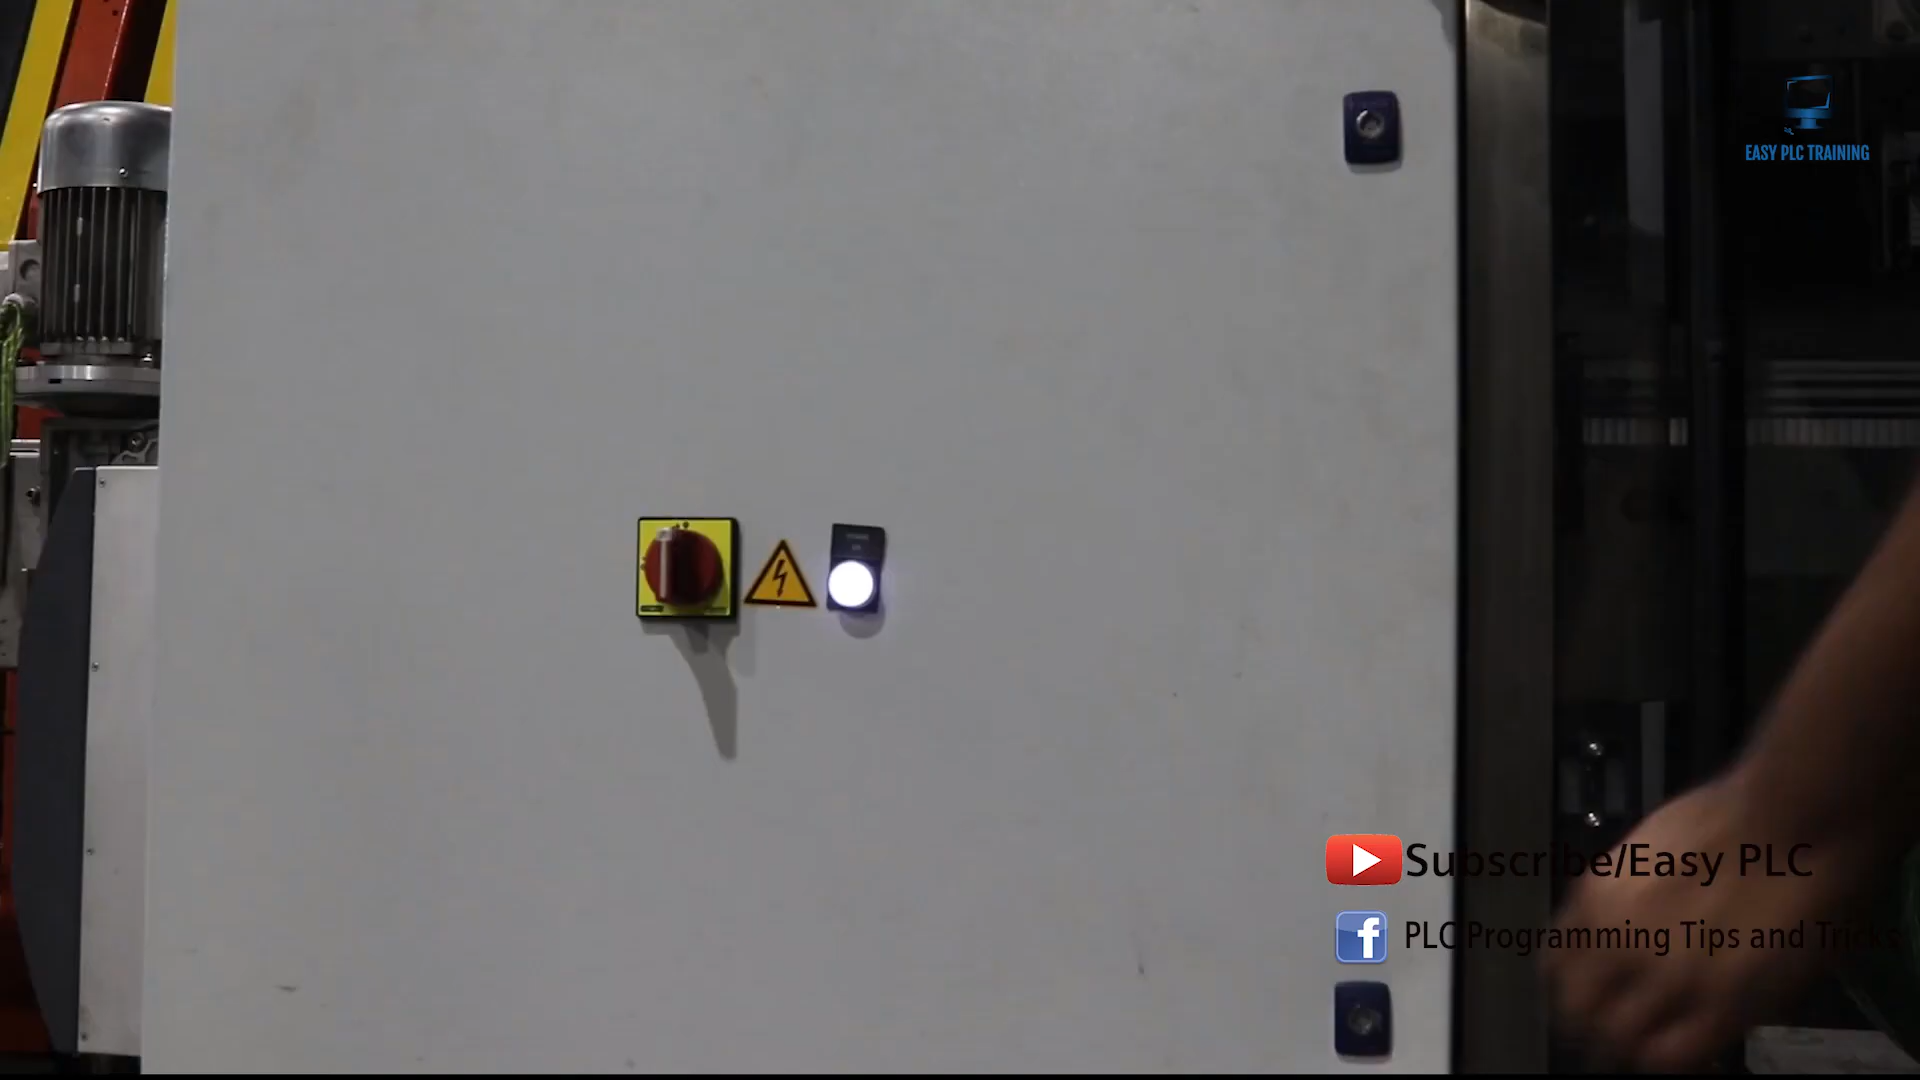 EASY PLC TRAINING
Subscribe/Easy PLC
PLC Programming Tips and Tricks